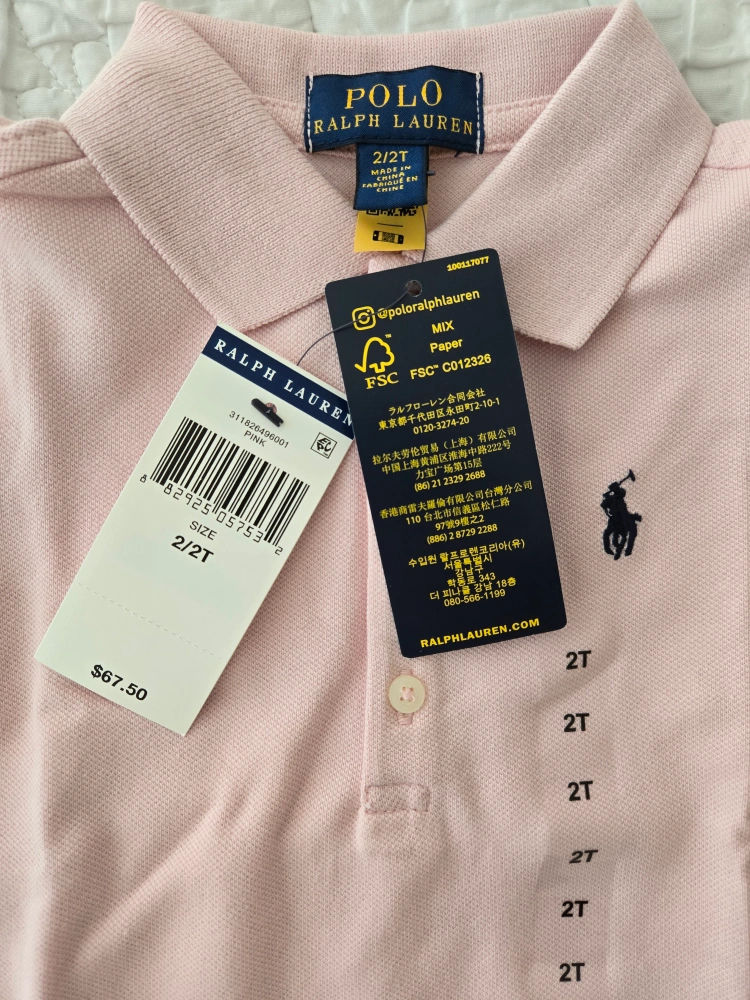 POLO
RALPH LAUREN
2/2T
MADE IN
CHINA
FABRIQUÉ EN
CHINE
RALPH LAUREN
311826496001
PINK
8 82925 05753 2
SIZE
2/2T
$67.50
100117077
@poloralphlauren
MIX
Paper
FSC™ C012326
FSC
ラルフローレン合同会社
東京都千代田区永田町2-10-1
0120-3274-20
拉尔夫劳伦贸易（上海）有限公司
中国上海黄浦区淮海中路222号
力宝广场第15层
(86) 21 2329 2688
香港商雷夫羅倫有限公司台灣分公司
110 台北市信義區松仁路
97號9樓之2
(886) 2 8729 2288
수입원 랄프로렌코리아(유)
서울특별시
강남구
학동로 343
더 피나클 강남 18층
080-566-1199
RALPHLAUREN.COM
2T
2T
2T
2T
2T
2T